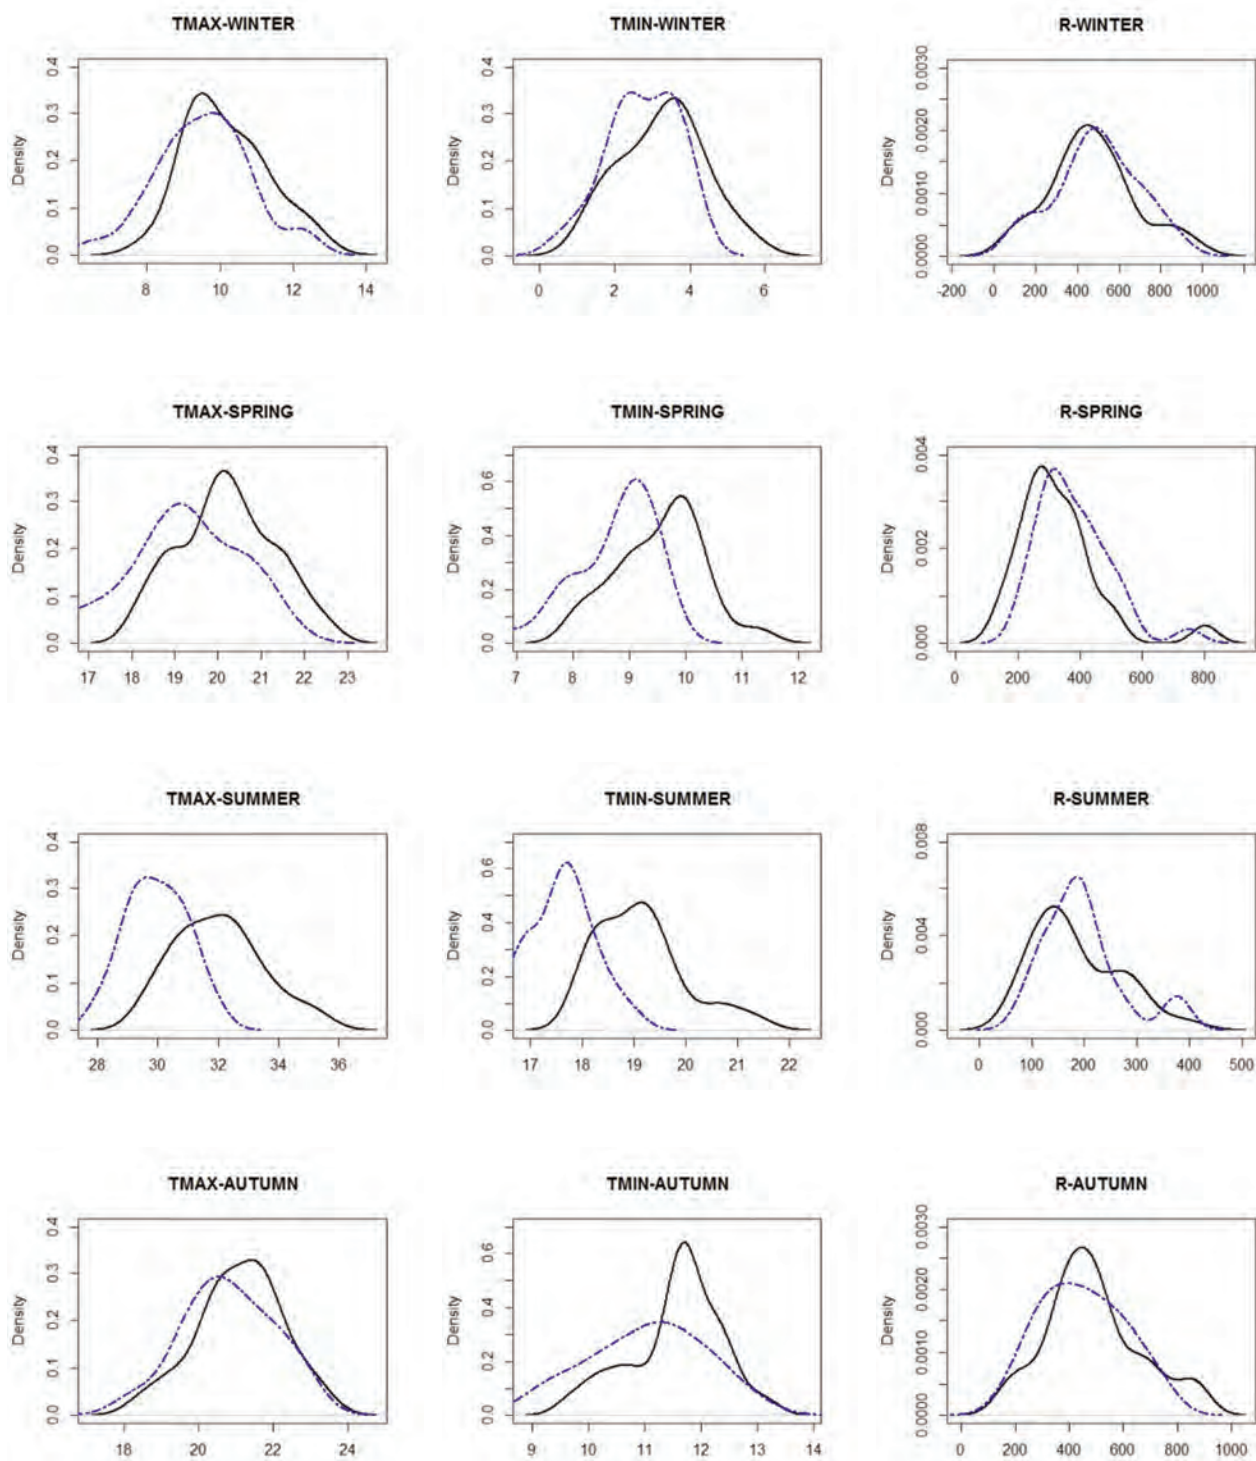 TMAX-WINTER
TMIN-WINTER
R-WINTER
Density
0.0 0.1 0.2 0.3 0.4
8 10 12 14
Density
0.0 0.1 0.2 0.3 0.4
0 2 4 6
Density
0.0000 0.0010 0.0020 0.0030
-200 0 200 400 600 800 1000
TMAX-SPRING
TMIN-SPRING
R-SPRING
Density
0.0 0.1 0.2 0.3 0.4
17 18 19 20 21 22 23
Density
0.0 0.2 0.4 0.6
7 8 9 10 11 12
Density
0.000 0.002 0.004
0 200 400 600 800
TMAX-SUMMER
TMIN-SUMMER
R-SUMMER
Density
0.0 0.1 0.2 0.3 0.4
28 30 32 34 36
Density
0.0 0.2 0.4 0.6
17 18 19 20 21 22
Density
0.000 0.004 0.008
0 100 200 300 400 500
TMAX-AUTUMN
TMIN-AUTUMN
R-AUTUMN
Density
0.0 0.1 0.2 0.3 0.4
18 20 22 24
Density
0.0 0.2 0.4 0.6
9 10 11 12 13 14
Density
0.0000 0.0010 0.0020 0.0030
0 200 400 600 800 1000